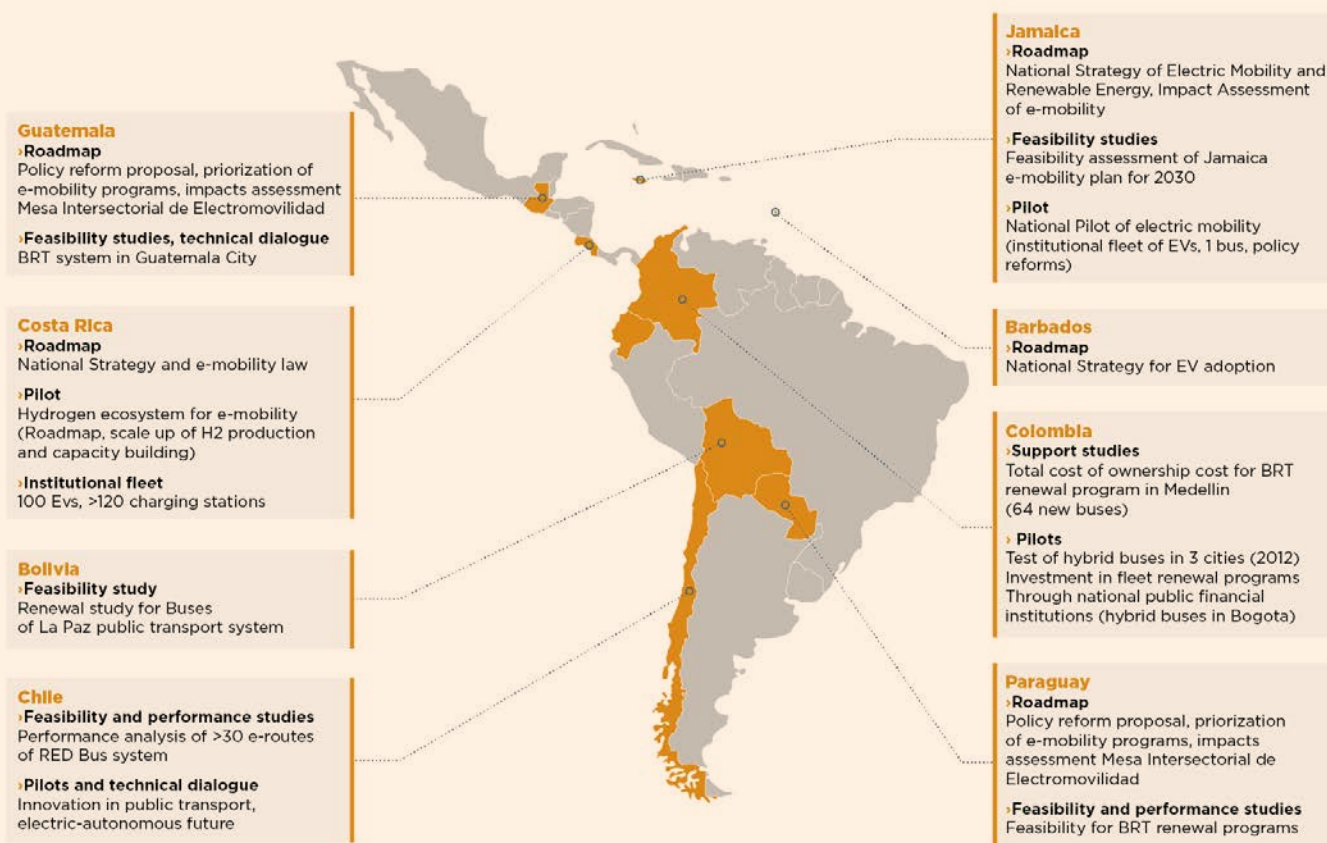 Guatemala
›Roadmap
Policy reform proposal, priorization of
e-mobility programs, impacts assessment
Mesa Intersectorial de Electromovilidad
›Feasibility studies, technical dialogue
BRT system in Guatemala City
Costa Rica
›Roadmap
National Strategy and e-mobility law
›Pilot
Hydrogen ecosystem for e-mobility
(Roadmap, scale up of H2 production
and capacity building)
›Institutional fleet
100 Evs, >120 charging stations
Bolivia
›Feasibility study
Renewal study for Buses
of La Paz public transport system
Chile
›Feasibility and performance studies
Performance analysis of >30 e-routes
of RED Bus system
›Pilots and technical dialogue
Innovation in public transport,
electric-autonomous future
Jamaica
›Roadmap
National Strategy of Electric Mobility and
Renewable Energy, Impact Assessment
of e-mobility
›Feasibility studies
Feasibility assessment of Jamaica
e-mobility plan for 2030
›Pilot
National Pilot of electric mobility
(institutional fleet of EVs, 1 bus, policy
reforms)
Barbados
›Roadmap
National Strategy for EV adoption
Colombia
›Support studies
Total cost of ownership cost for BRT
renewal program in Medellin
(64 new buses)
› Pilots
Test of hybrid buses in 3 cities (2012)
Investment in fleet renewal programs
Through national public financial
institutions (hybrid buses in Bogota)
Paraguay
›Roadmap
Policy reform proposal, priorization
of e-mobility programs, impacts
assessment Mesa Intersectorial de
Electromovilidad
›Feasibility and performance studies
Feasibility for BRT renewal programs